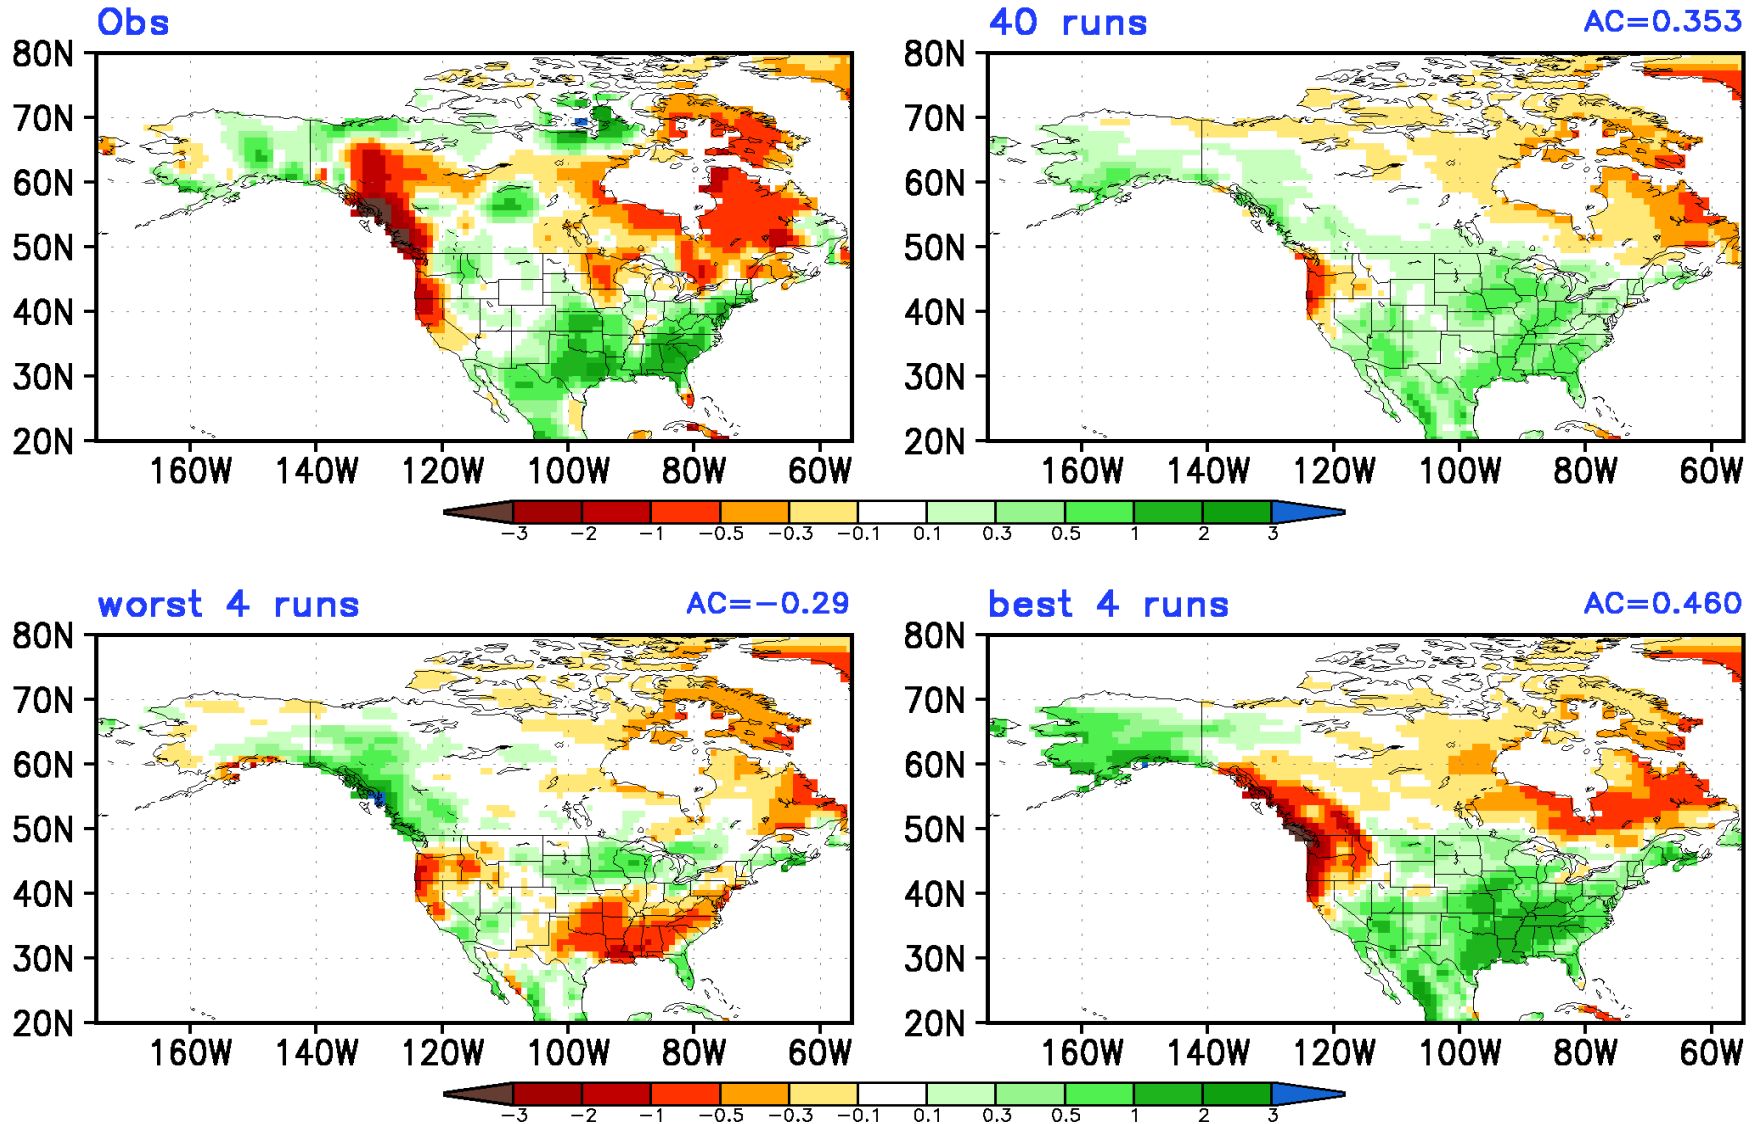 Obs
40 runs AC=0.353
80N 80N
70N 70N
60N 60N
50N 50N
40N 40N
30N 30N
20N 20N
160W 140W 120W 100W 80W 60W 160W 140W 120W 100W 80W 60W
-3 -2 -1 -0.5 -0.3 -0.1 0.1 0.3 0.5 1 2 3
worst 4 runs AC=-0.29
best 4 runs AC=0.460
80N 80N
70N 70N
60N 60N
50N 50N
40N 40N
30N 30N
20N 20N
160W 140W 120W 100W 80W 60W 160W 140W 120W 100W 80W 60W
-3 -2 -1 -0.5 -0.3 -0.1 0.1 0.3 0.5 1 2 3